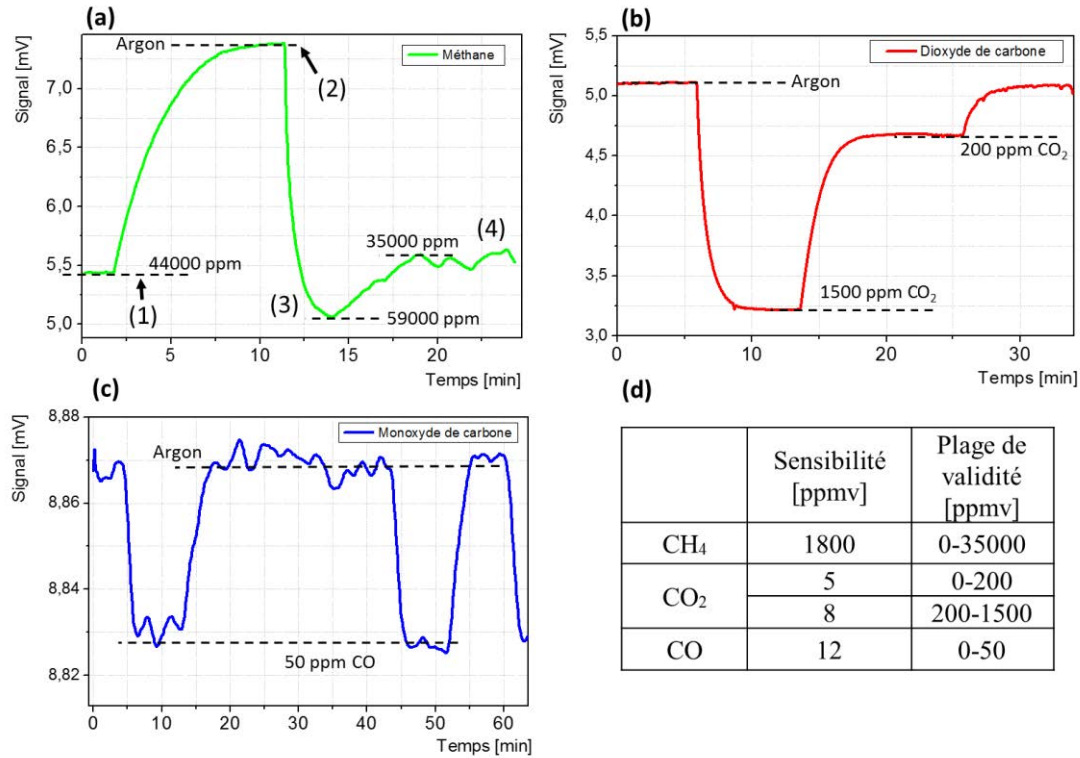 (a)
Signal [mV]
7,0
6,5
6,0
5,5
5,0
Argon
Méthane
(2)
44000 ppm
(1)
(3)
35000 ppm
(4)
59000 ppm
0 5 10 15 20
Temps [min]
(b)
Signal [mV]
5,5
5,0
4,5
4,0
3,5
3,0
Dioxyde de carbone
Argon
200 ppm CO₂
1500 ppm CO₂
0 10 20 30
Temps [min]
(c)
Signal [mV]
8,88
8,86
8,84
8,82
Monoxyde de carbone
Argon
50 ppm CO
0 10 20 30 40 50 60
Temps [min]
(d)
Sensibilité
[ppmv]
Plage de
validité
[ppmv]
CH₄ 1800 0-35000
CO₂ 5 0-200
8 200-1500
CO 12 0-50